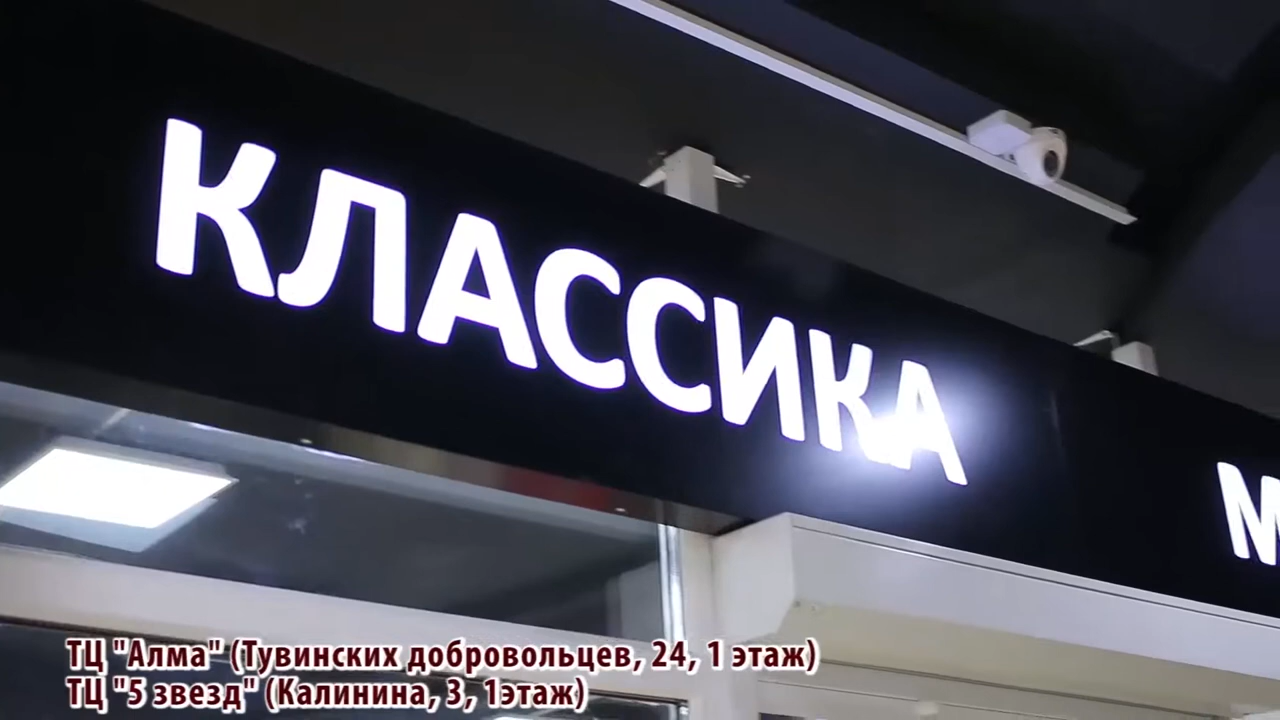 КЛАССИКА
М
ТЦ "Алма" (Тувинских добровольцев, 24, 1 этаж)
ТЦ "5 звезд" (Калинина, 3, 1этаж)